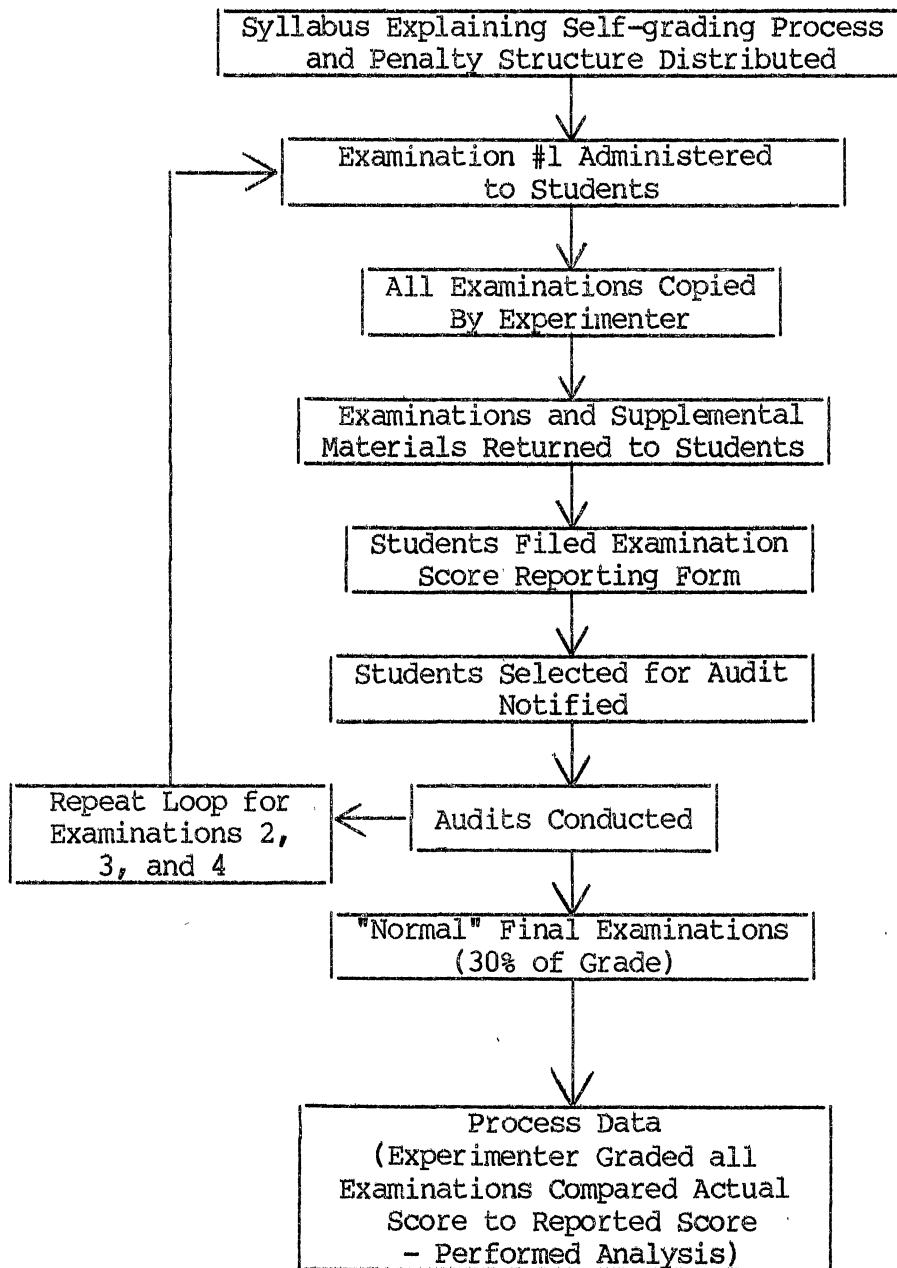 Syllabus Explaining Self-grading Process
and Penalty Structure Distributed
Examination #1 Administered
to Students
All Examinations Copied
By Experimenter
Examinations and Supplemental
Materials Returned to Students
Students Filed Examination
Score Reporting Form
Students Selected for Audit
Notified
Audits Conducted
Repeat Loop for
Examinations 2,
3, and 4
"Normal" Final Examinations
(30% of Grade)
Process Data
(Experimenter Graded all
Examinations Compared Actual
Score to Reported Score
- Performed Analysis)